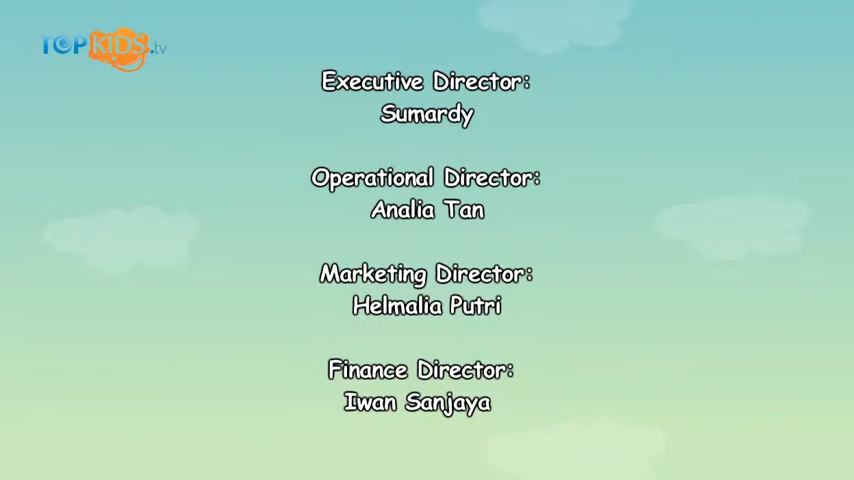 TOPKIDS.tv
Executive Director:
Sumardy
Operational Director:
Analia Tan
Marketing Director:
Helmalia Putri
Finance Director:
Iwan Sanjaya